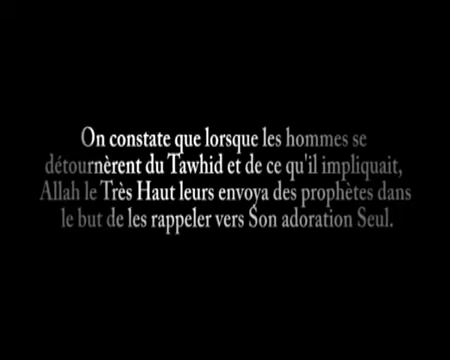 On constate que lorsque les hommes se
détournèrent du Tawhid et de ce qu'il impliquait,
Allah le Très Haut leurs envoya des prophètes dans
le but de les rappeler vers Son adoration Seul.